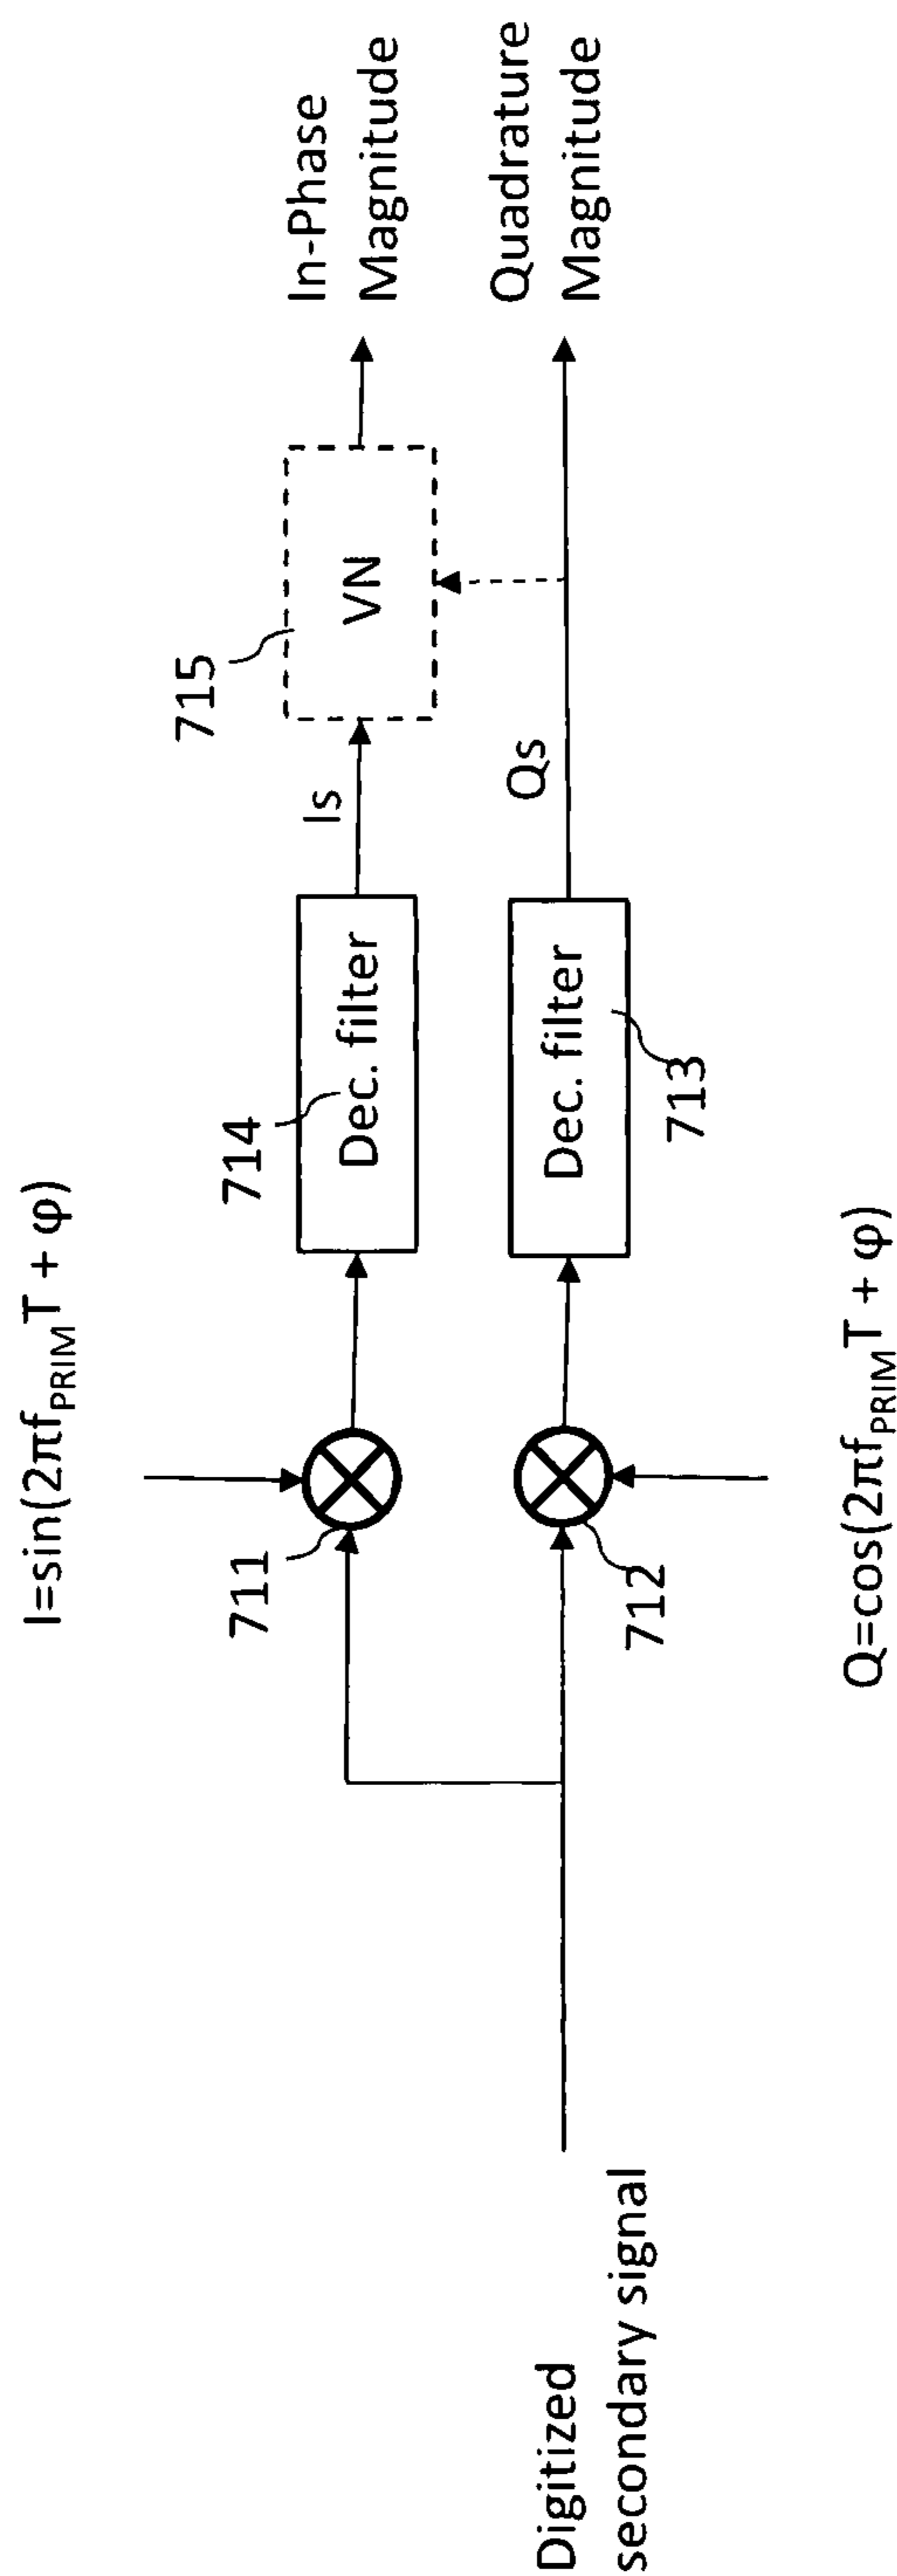 I=sin(2πf_PRIM T + φ)
711
714
Dec. filter
Is
715
VN
In-Phase
Magnitude
Digitized
secondary signal
712
Dec. filter
713
Qs
Quadrature
Magnitude
Q=cos(2πf_PRIM T + φ)